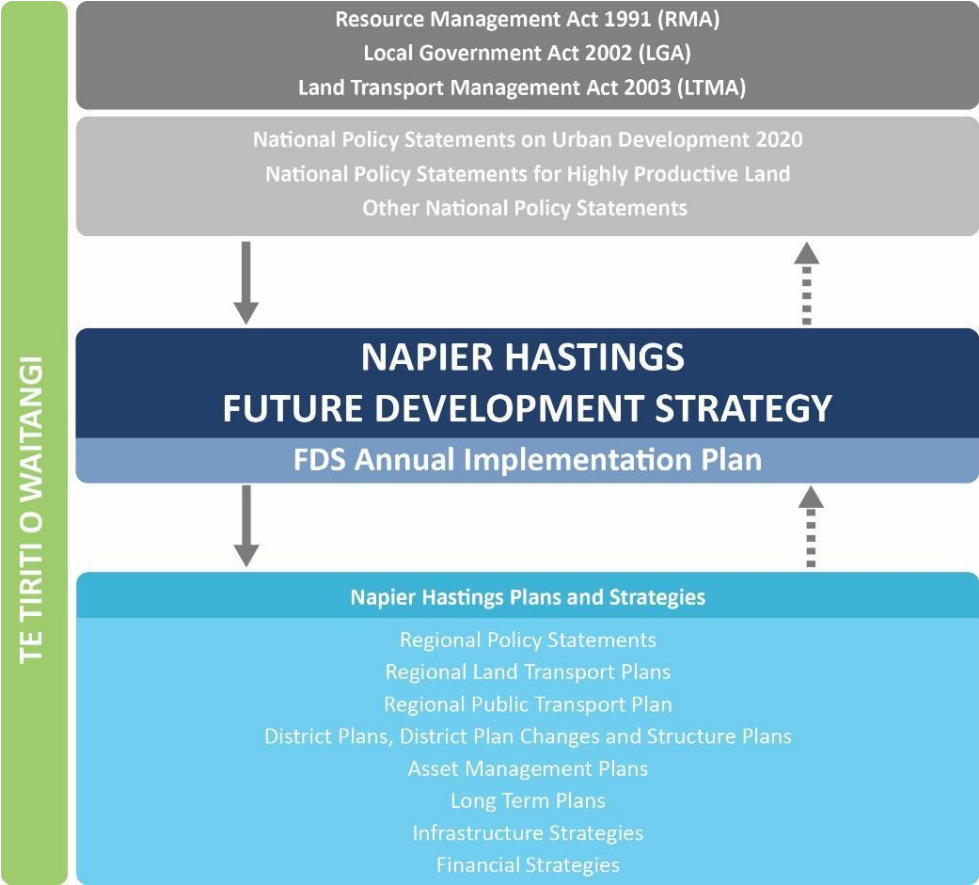 TE TIRITI O WAITANGI
Resource Management Act 1991 (RMA)
Local Government Act 2002 (LGA)
Land Transport Management Act 2003 (LTMA)
National Policy Statements on Urban Development 2020
National Policy Statements for Highly Productive Land
Other National Policy Statements
NAPIER HASTINGS
FUTURE DEVELOPMENT STRATEGY
FDS Annual Implementation Plan
Napier Hastings Plans and Strategies
Regional Policy Statements
Regional Land Transport Plans
Regional Public Transport Plan
District Plans, District Plan Changes and Structure Plans
Asset Management Plans
Long Term Plans
Infrastructure Strategies
Financial Strategies